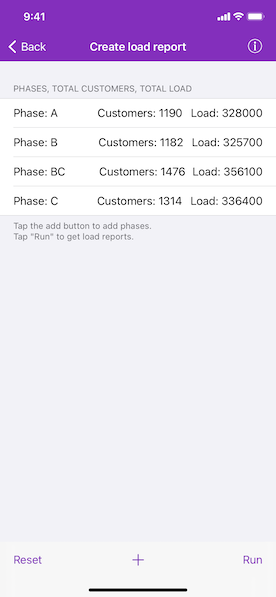 9:41
Back Create load report
PHASES, TOTAL CUSTOMERS, TOTAL LOAD
Phase: A Customers: 1190 Load: 328000
Phase: B Customers: 1182 Load: 325700
Phase: BC Customers: 1476 Load: 356100
Phase: C Customers: 1314 Load: 336400
Tap the add button to add phases.
Tap "Run" to get load reports.
Reset + Run